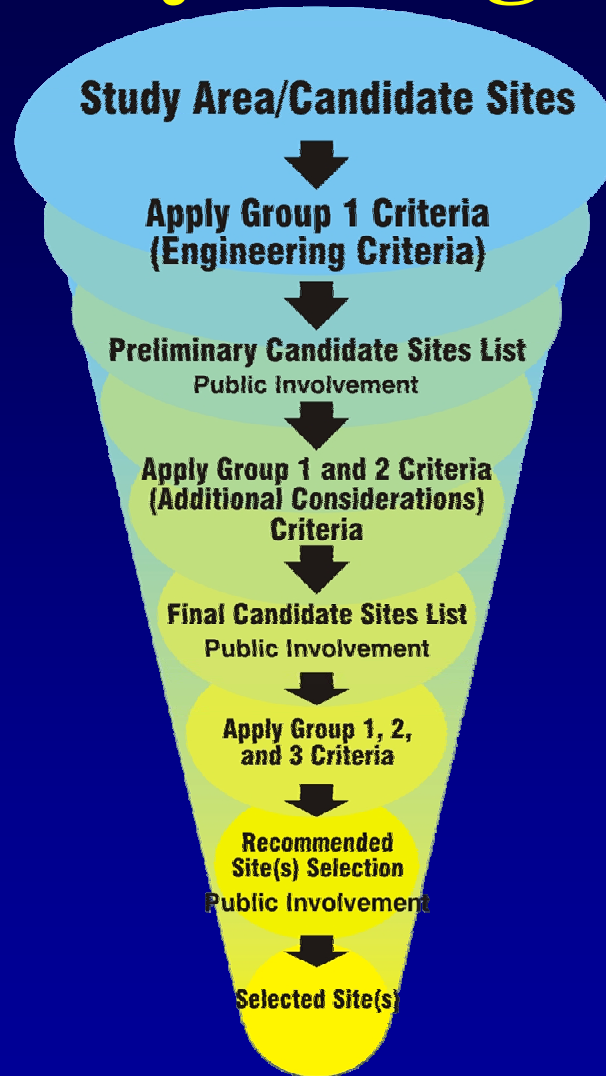 Study Area/Candidate Sites
Apply Group 1 Criteria
(Engineering Criteria)
Preliminary Candidate Sites List
Public Involvement
Apply Group 1 and 2 Criteria
(Additional Considerations)
Criteria
Final Candidate Sites List
Public Involvement
Apply Group 1, 2,
and 3 Criteria
Recommended
Site(s) Selection
Public Involvement
Selected Site(s)